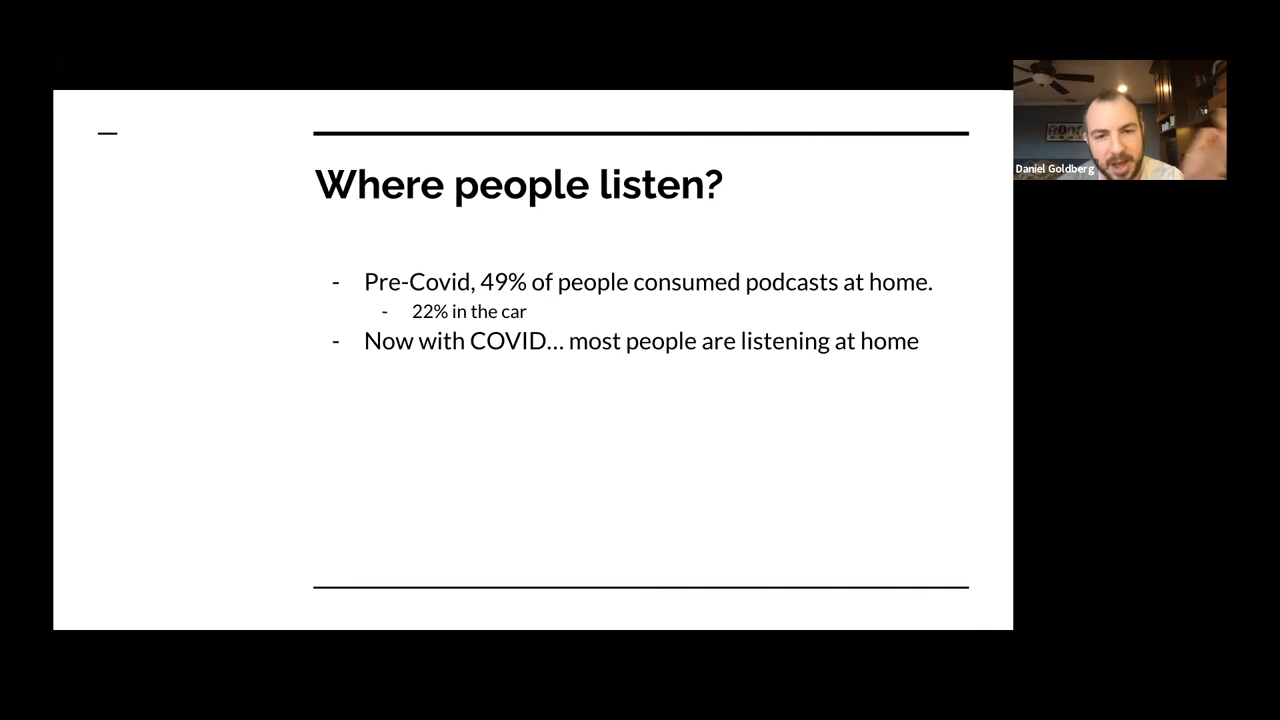 Where people listen?
- Pre-Covid, 49% of people consumed podcasts at home.
- 22% in the car
- Now with COVID... most people are listening at home
Daniel Goldberg